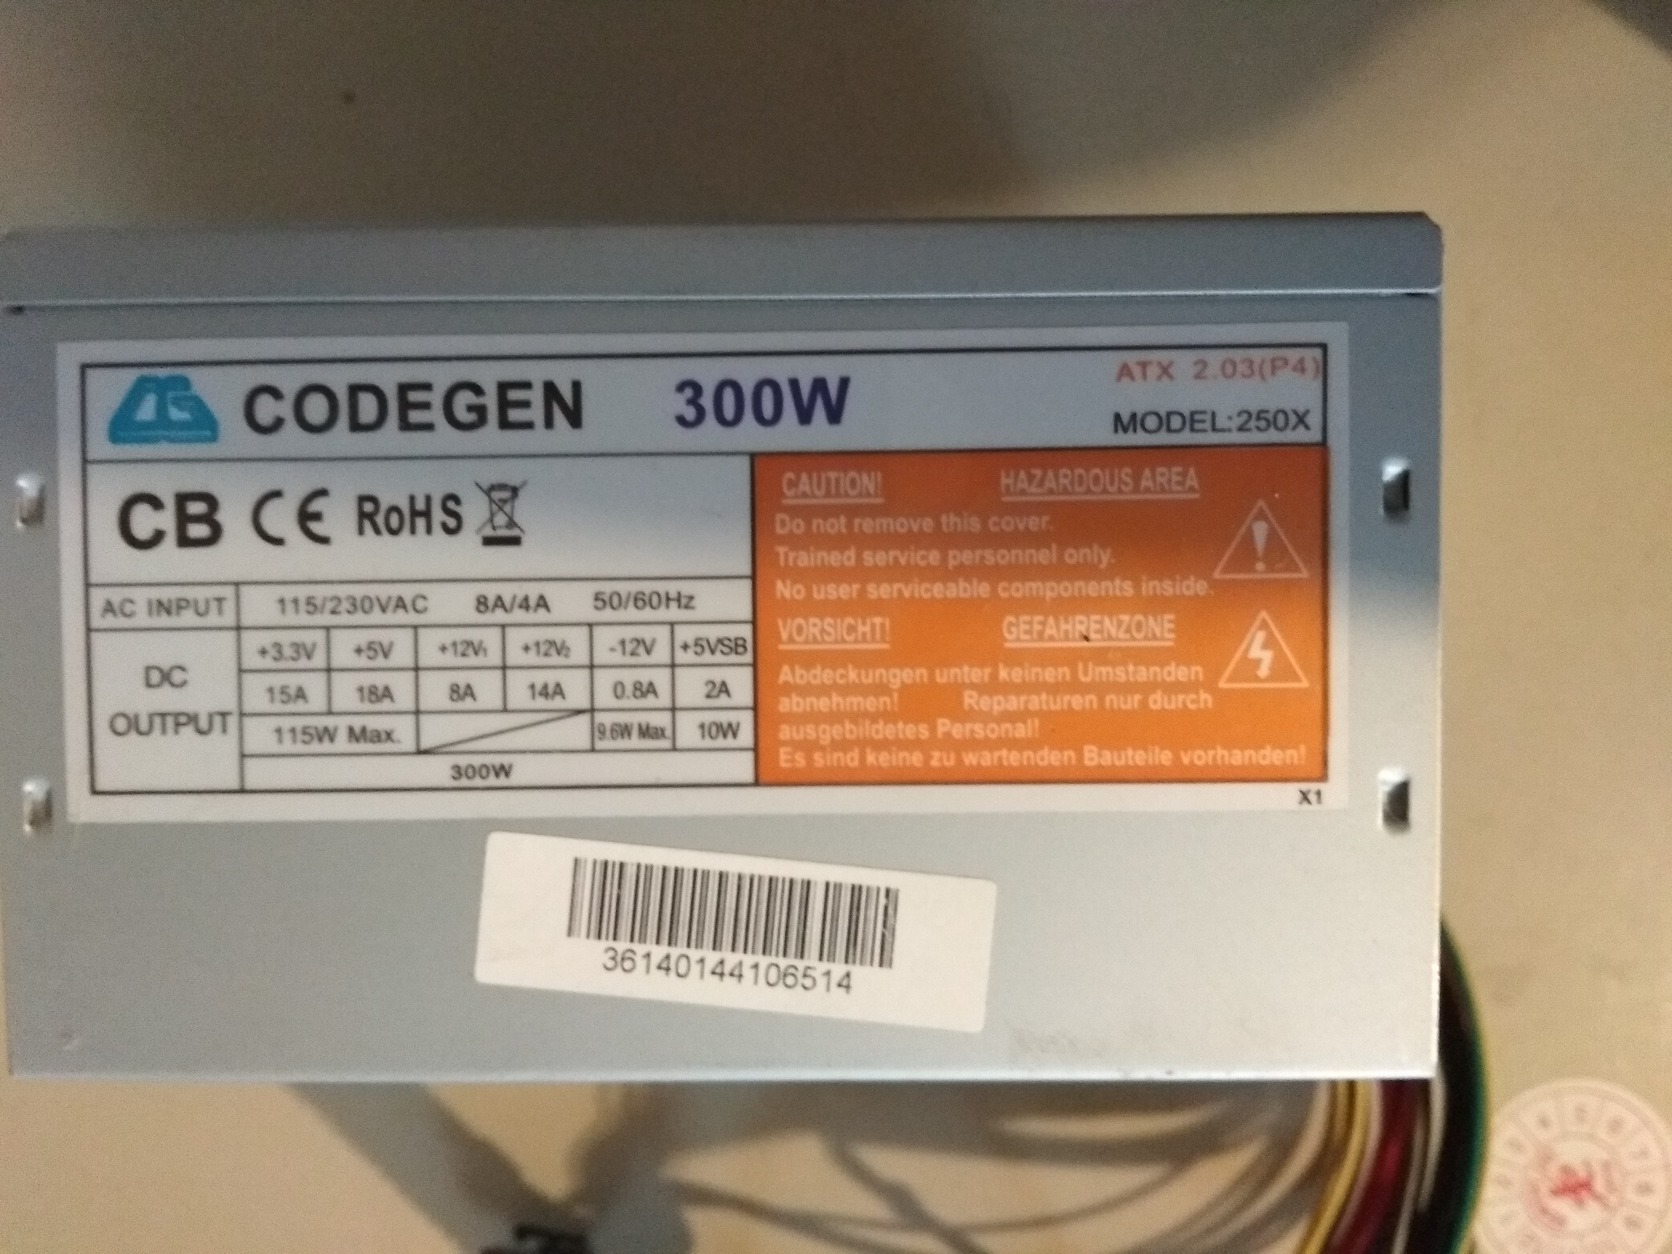 CODEGEN 300W
ATX 2.03(P4)
MODEL:250X
CB CE RoHS
AC INPUT 115/230VAC 8A/4A 50/60Hz
DC OUTPUT
+3.3V +5V +12V₁ +12V₂ -12V +5VSB
15A 18A 8A 14A 0.8A 2A
115W Max. 9.6W Max. 10W
300W
CAUTION! HAZARDOUS AREA
Do not remove this cover.
Trained service personnel only.
No user serviceable components inside.
VORSICHT! GEFAHRENZONE
Abdeckungen unter keinen Umstanden
abnehmen! Reparaturen nur durch
ausgebildetes Personal!
Es sind keine zu wartenden Bauteile vorhanden!
X1
36140144106514